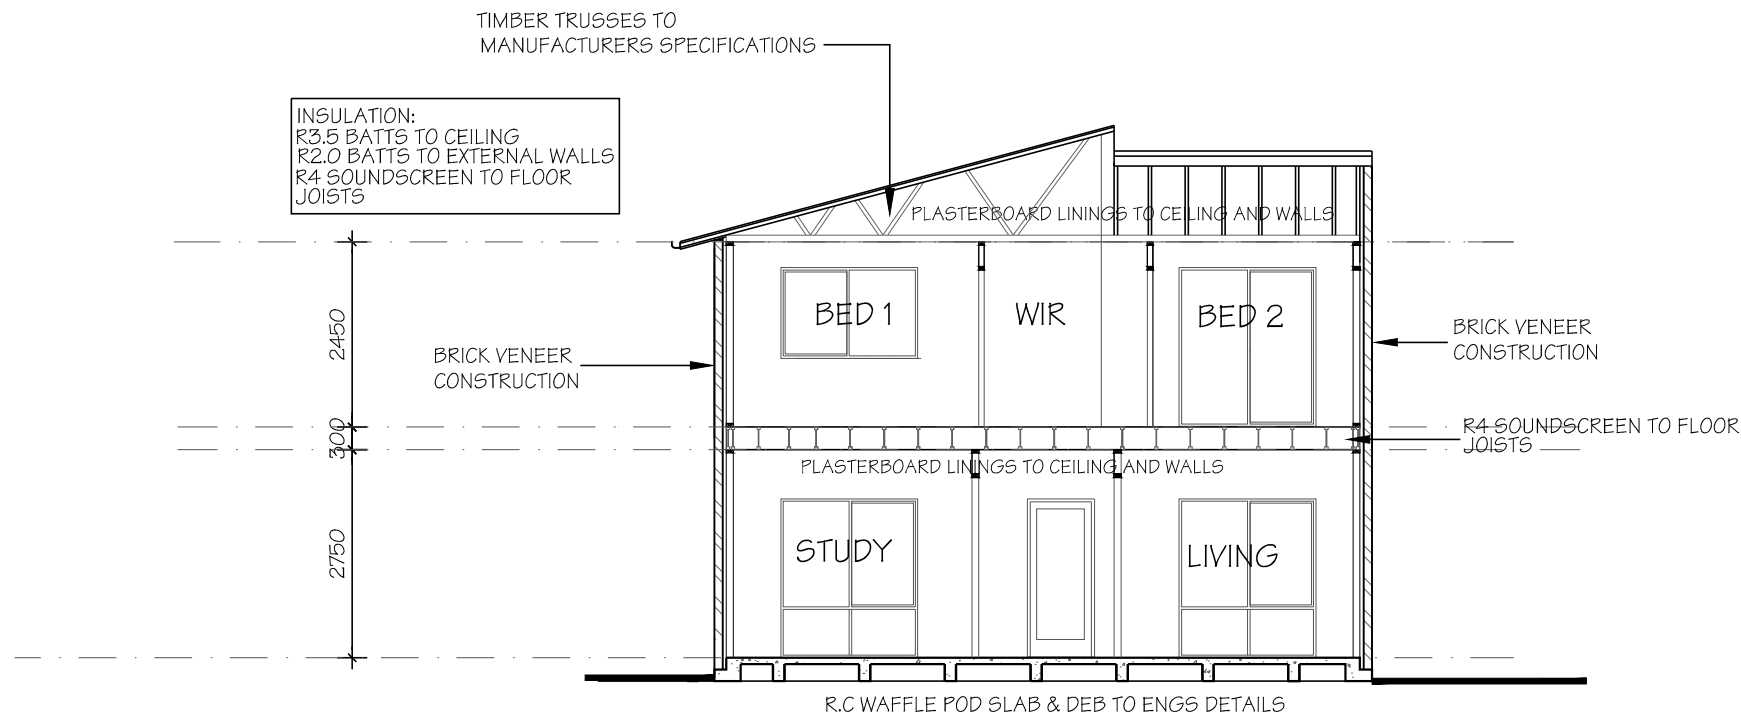 TIMBER TRUSSES TO
MANUFACTURERS SPECIFICATIONS
INSULATION:
R3.5 BATTS TO CEILING
R2.0 BATTS TO EXTERNAL WALLS
R4 SOUNDSCREEN TO FLOOR
JOISTS
PLASTERBOARD LININGS TO CEILING AND WALLS
2450
BED 1
WIR
BED 2
BRICK VENEER
CONSTRUCTION
BRICK VENEER
CONSTRUCTION
300
R4 SOUNDSCREEN TO FLOOR
JOISTS
PLASTERBOARD LININGS TO CEILING AND WALLS
2750
STUDY
LIVING
R.C WAFFLE POD SLAB & DEB TO ENGS DETAILS